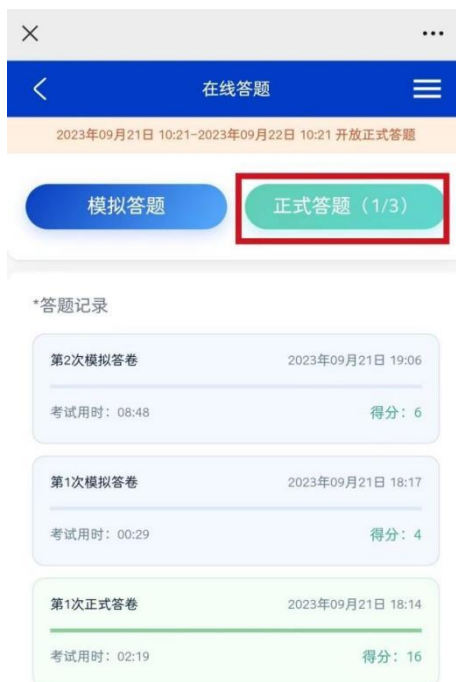 在线答题
2023年09月21日 10:21-2023年09月22日 10:21 开放正式答题
模拟答题
正式答题（1/3）
*答题记录
第2次模拟答卷 2023年09月21日 19:06
考试用时：08:48 得分：6
第1次模拟答卷 2023年09月21日 18:17
考试用时：00:29 得分：4
第1次正式答卷 2023年09月21日 18:14
考试用时：02:19 得分：16